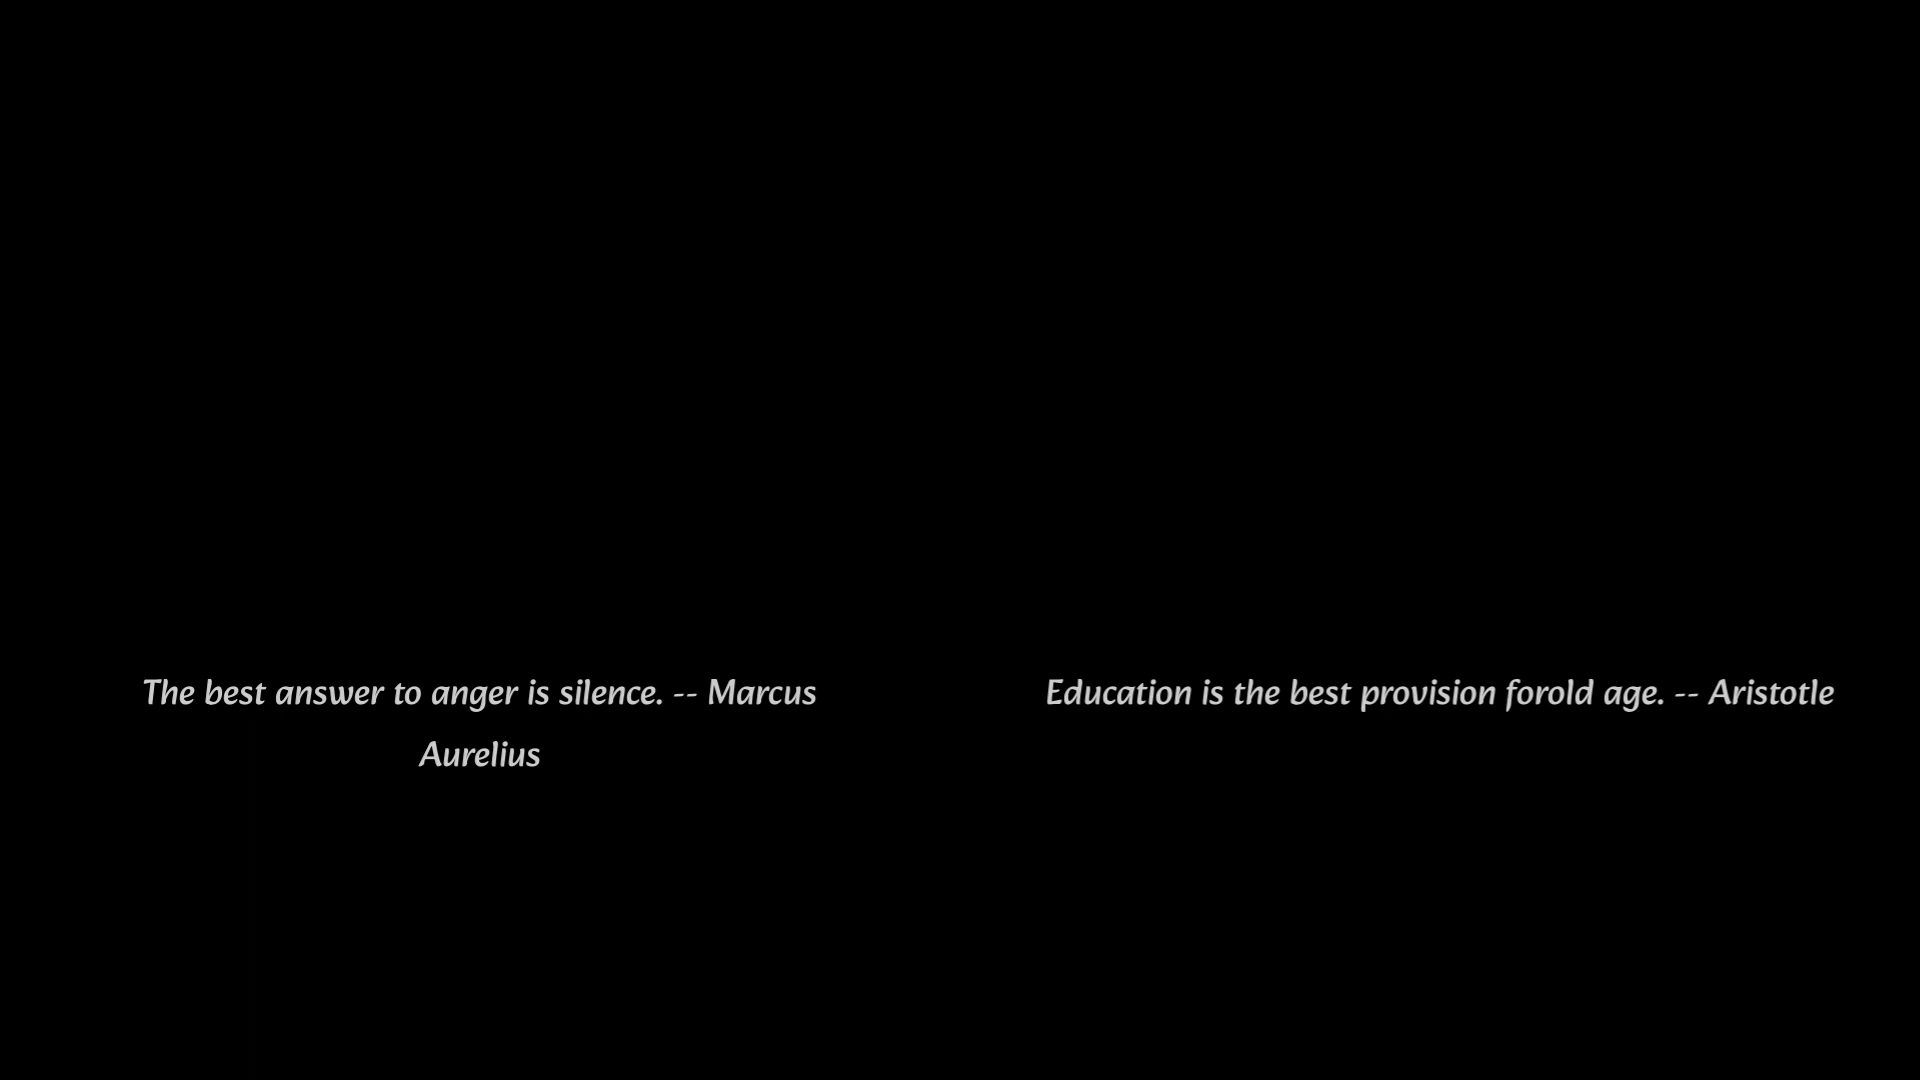 The best answer to anger is silence. -- Marcus
Aurelius
Education is the best provision forold age. -- Aristotle